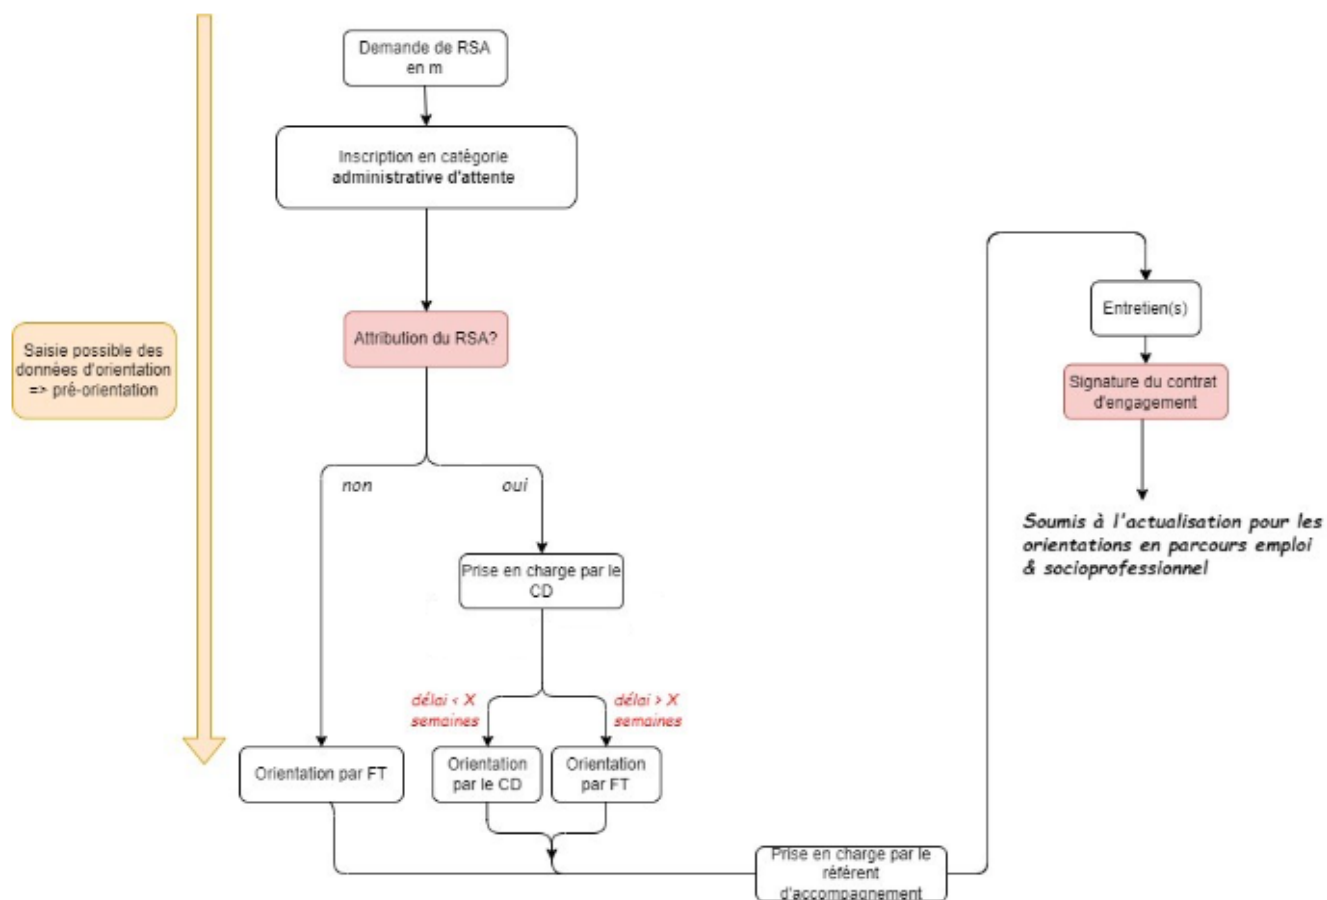 Demande de RSA
en m
Inscription en catégorie
administrative d'attente
Attribution du RSA?
Saisie possible des
données d'orientation
=> pré-orientation
non
oui
Prise en charge par le
CD
délai < X
semaines
délai > X
semaines
Orientation par FT
Orientation
par le CD
Orientation
par FT
Prise en charge par le
référent
d'accompagnement
Entretien(s)
Signature du contrat
d'engagement
Soumis à l'actualisation pour les
orientations en parcours emploi
& socioprofessionnel